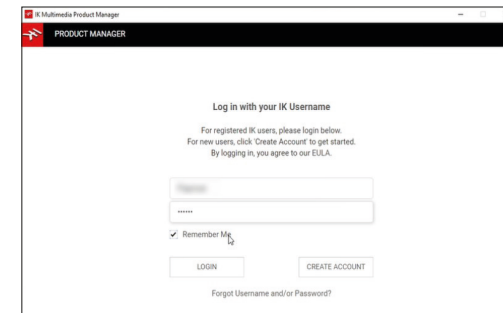 IK Multimedia Product Manager
PRODUCT MANAGER
Log in with your IK Username
For registered IK users, please login below.
For new users, click 'Create Account' to get started.
By logging in, you agree to our EULA.
Remember Me
LOGIN
CREATE ACCOUNT
Forgot Username and/or Password?